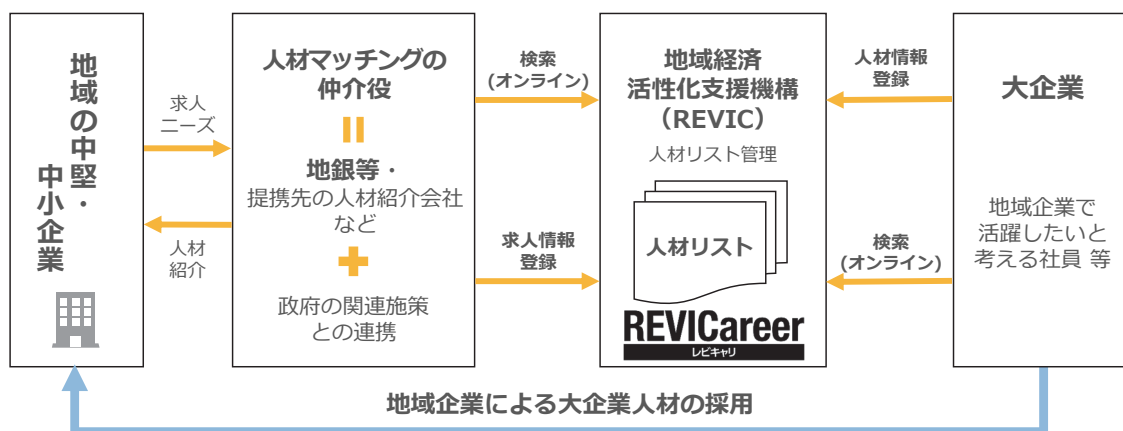 地域の中堅・
中小企業
求人
ニーズ
人材
紹介
人材マッチングの
仲介役
地銀等・
提携先の人材紹介会社
など
政府の関連施策
との連携
検索
(オンライン)
求人情報
登録
地域経済
活性化支援機構
（REVIC）
人材リスト管理
人材リスト
REVICareer
レビキャリ
人材情報
登録
検索
(オンライン)
大企業
地域企業で
活躍したいと
考える社員 等
地域企業による大企業人材の採用